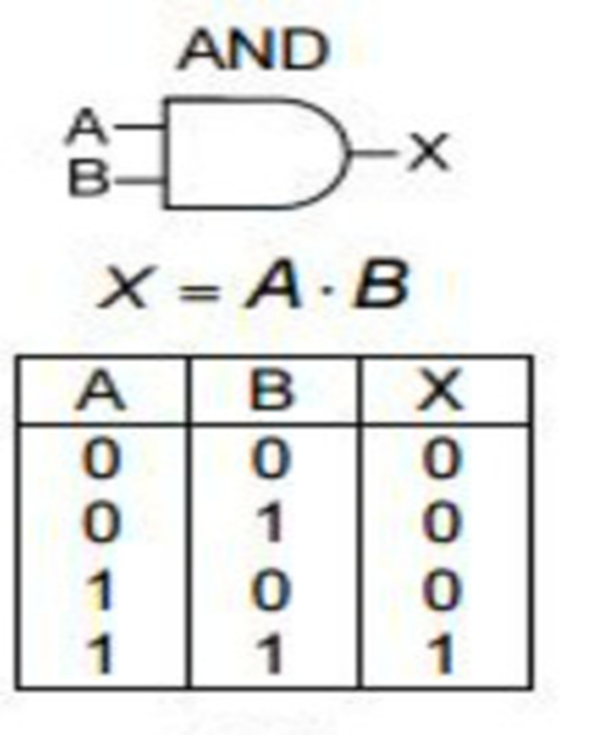 AND
A
B
X
X = A · B
A B X
0 0 0
0 1 0
1 0 0
1 1 1